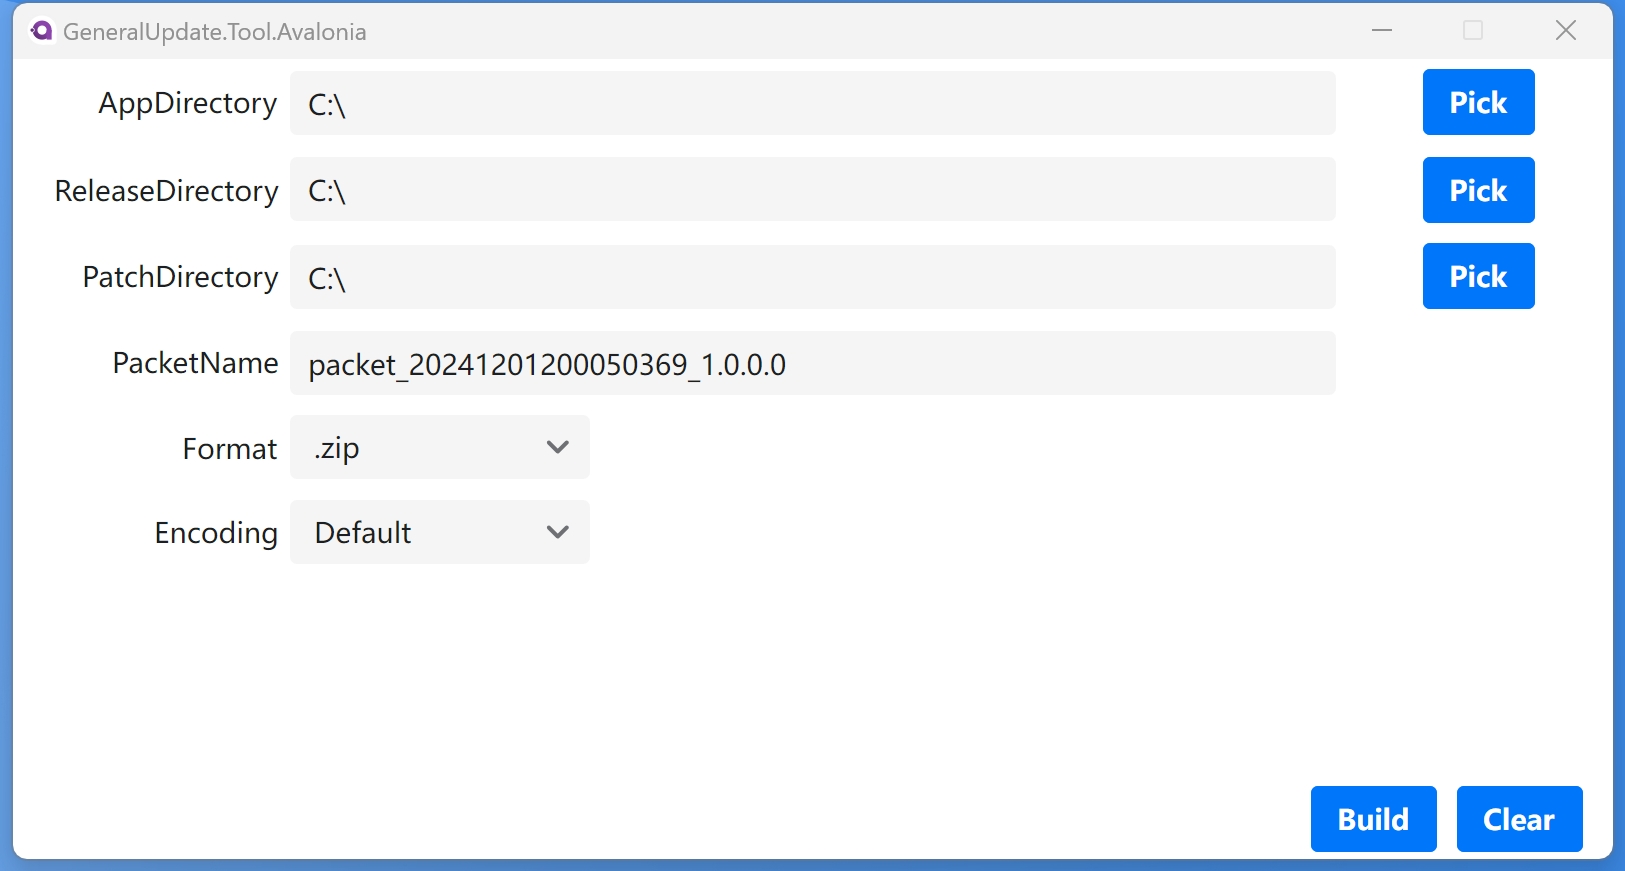 GeneralUpdate.Tool.Avalonia
AppDirectory C:\ Pick
ReleaseDirectory C:\ Pick
PatchDirectory C:\ Pick
PacketName packet_20241201200050369_1.0.0.0
Format .zip
Encoding Default
Build Clear